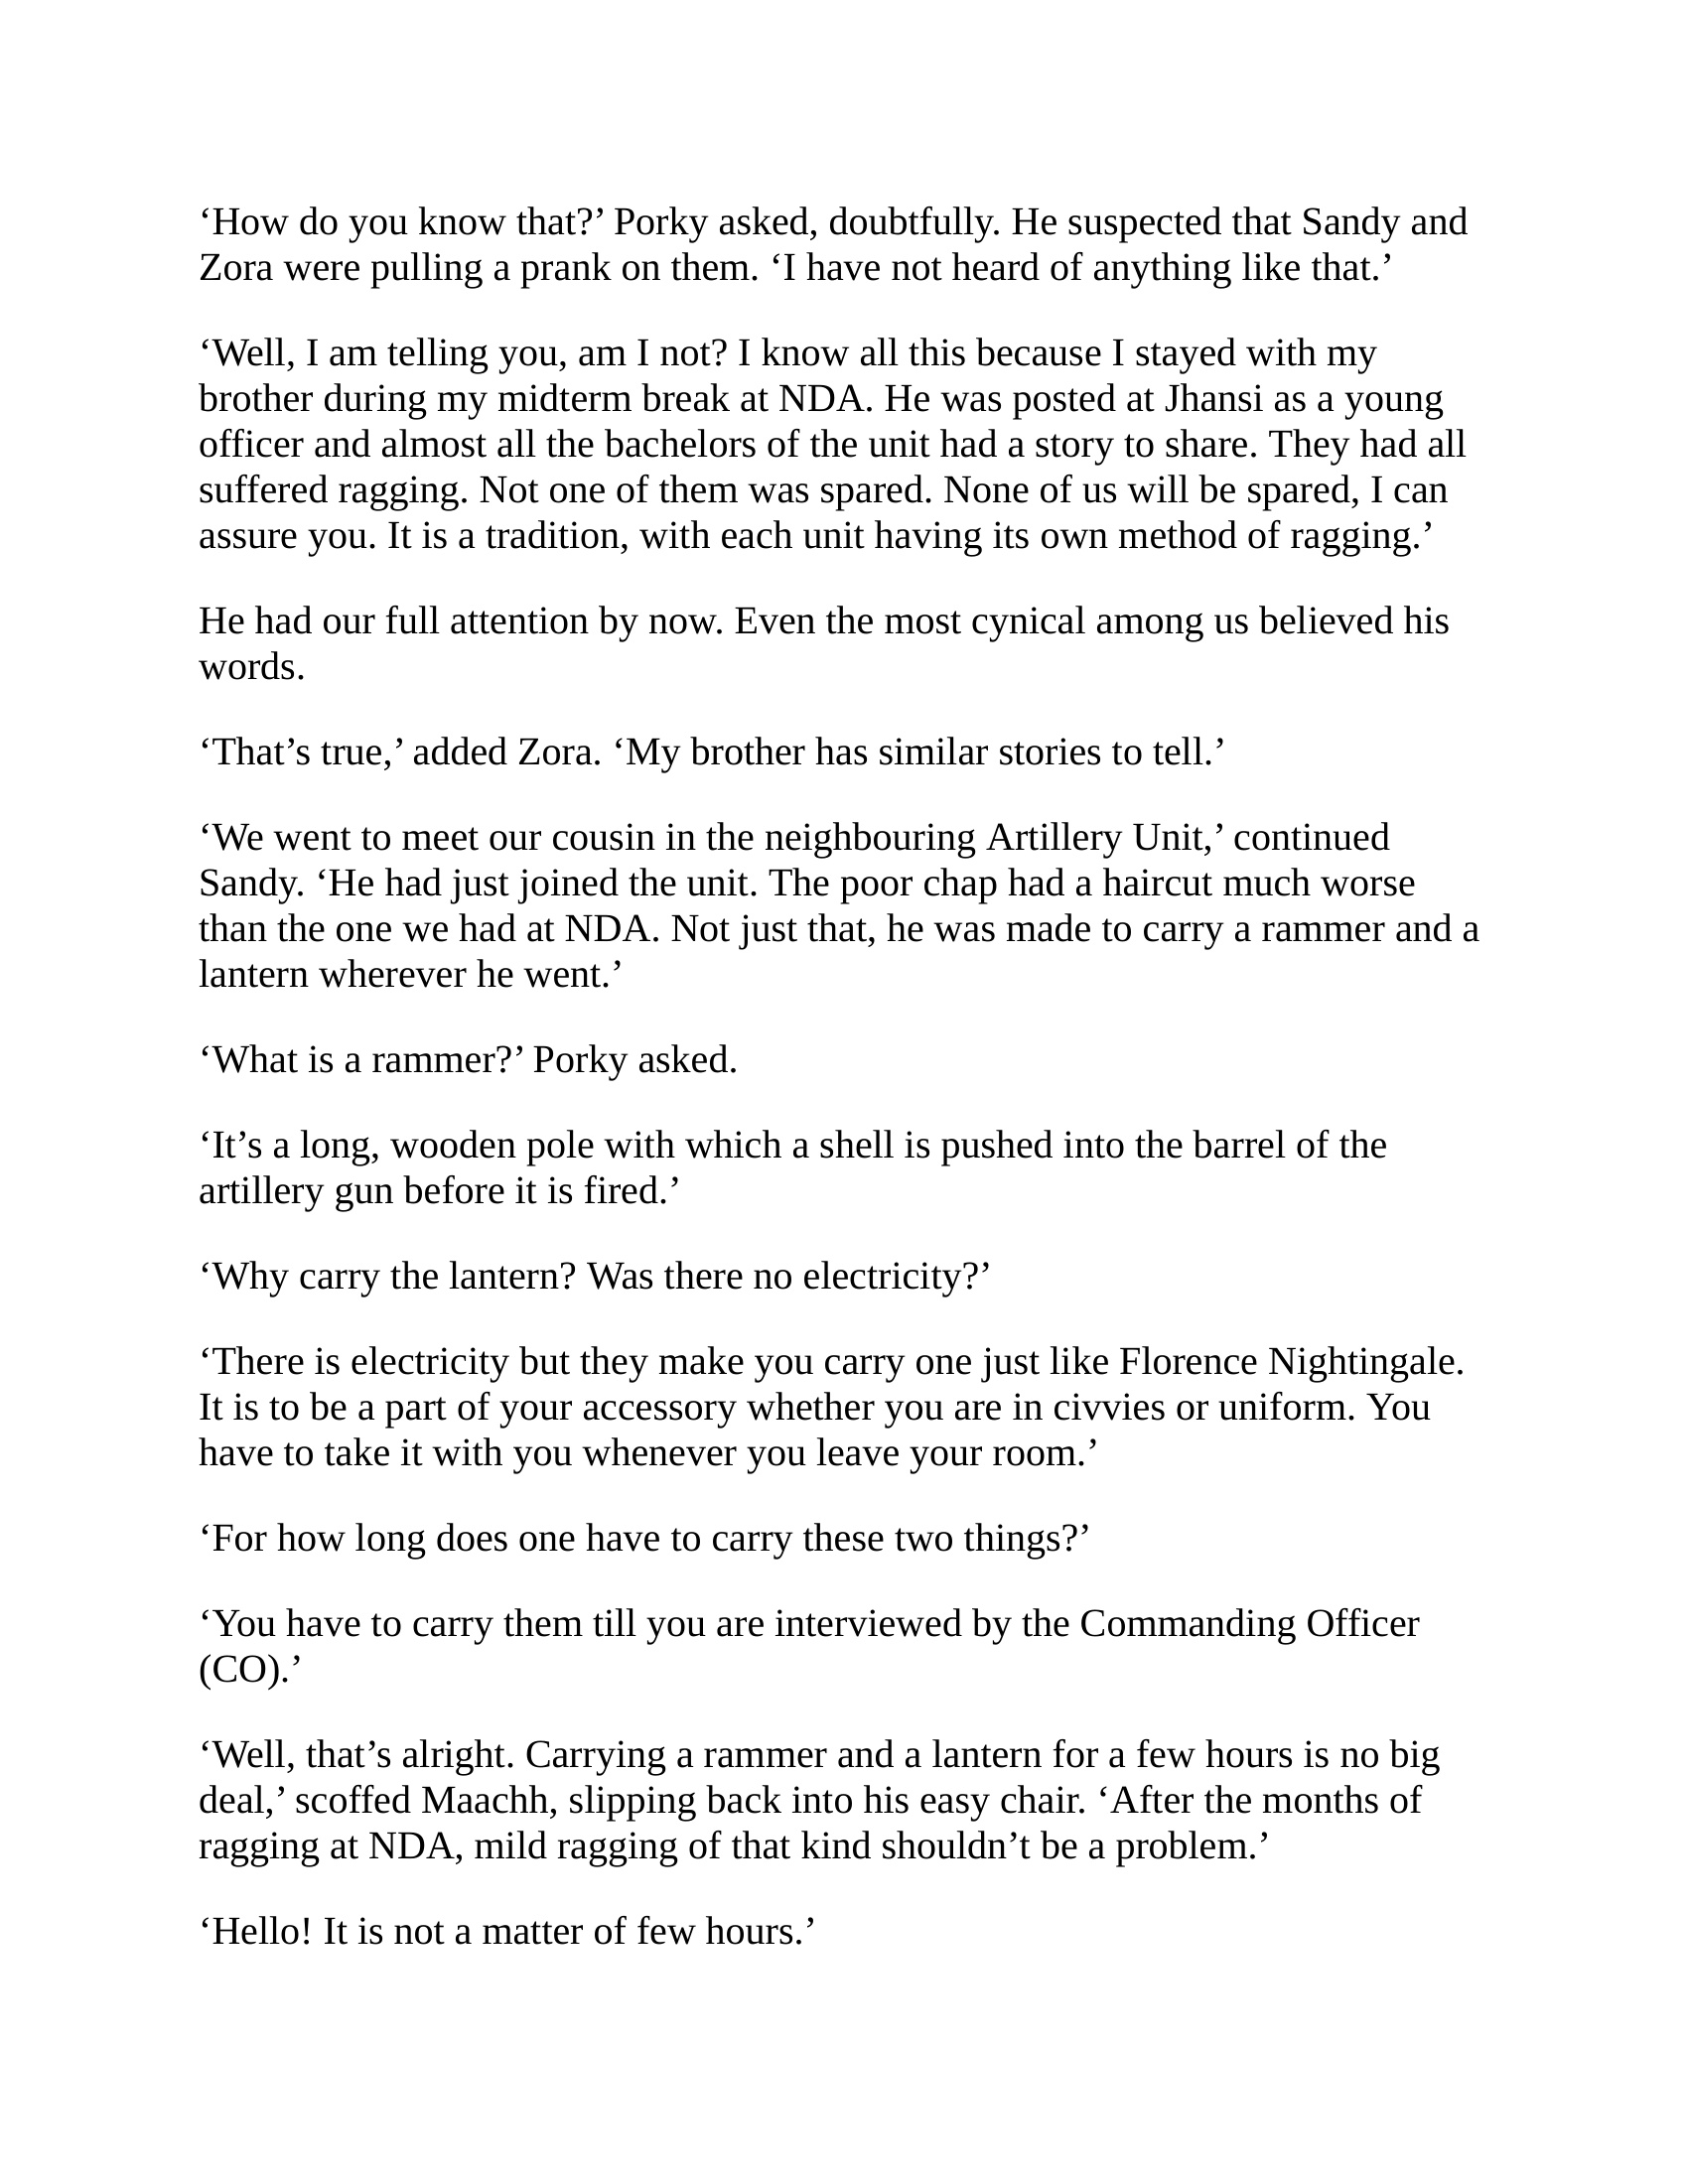 ‘How do you know that?’ Porky asked, doubtfully. He suspected that Sandy and
Zora were pulling a prank on them. ‘I have not heard of anything like that.’
‘Well, I am telling you, am I not? I know all this because I stayed with my
brother during my midterm break at NDA. He was posted at Jhansi as a young
officer and almost all the bachelors of the unit had a story to share. They had all
suffered ragging. Not one of them was spared. None of us will be spared, I can
assure you. It is a tradition, with each unit having its own method of ragging.’
He had our full attention by now. Even the most cynical among us believed his
words.
‘That’s true,’ added Zora. ‘My brother has similar stories to tell.’
‘We went to meet our cousin in the neighbouring Artillery Unit,’ continued
Sandy. ‘He had just joined the unit. The poor chap had a haircut much worse
than the one we had at NDA. Not just that, he was made to carry a rammer and a
lantern wherever he went.’
‘What is a rammer?’ Porky asked.
‘It’s a long, wooden pole with which a shell is pushed into the barrel of the
artillery gun before it is fired.’
‘Why carry the lantern? Was there no electricity?’
‘There is electricity but they make you carry one just like Florence Nightingale.
It is to be a part of your accessory whether you are in civvies or uniform. You
have to take it with you whenever you leave your room.’
‘For how long does one have to carry these two things?’
‘You have to carry them till you are interviewed by the Commanding Officer
(CO).’
‘Well, that’s alright. Carrying a rammer and a lantern for a few hours is no big
deal,’ scoffed Maachh, slipping back into his easy chair. ‘After the months of
ragging at NDA, mild ragging of that kind shouldn’t be a problem.’
‘Hello! It is not a matter of few hours.’